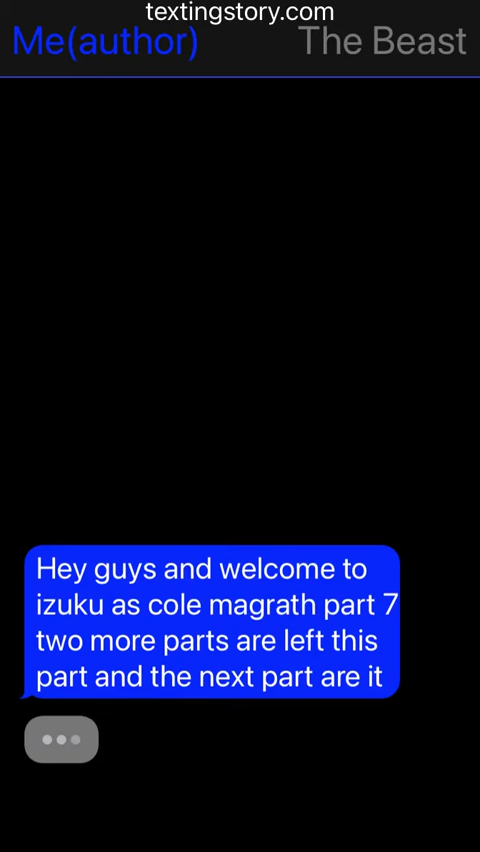 textingstory.com
Me(author) The Beast
Hey guys and welcome to
izuku as cole magrath part 7
two more parts are left this
part and the next part are it